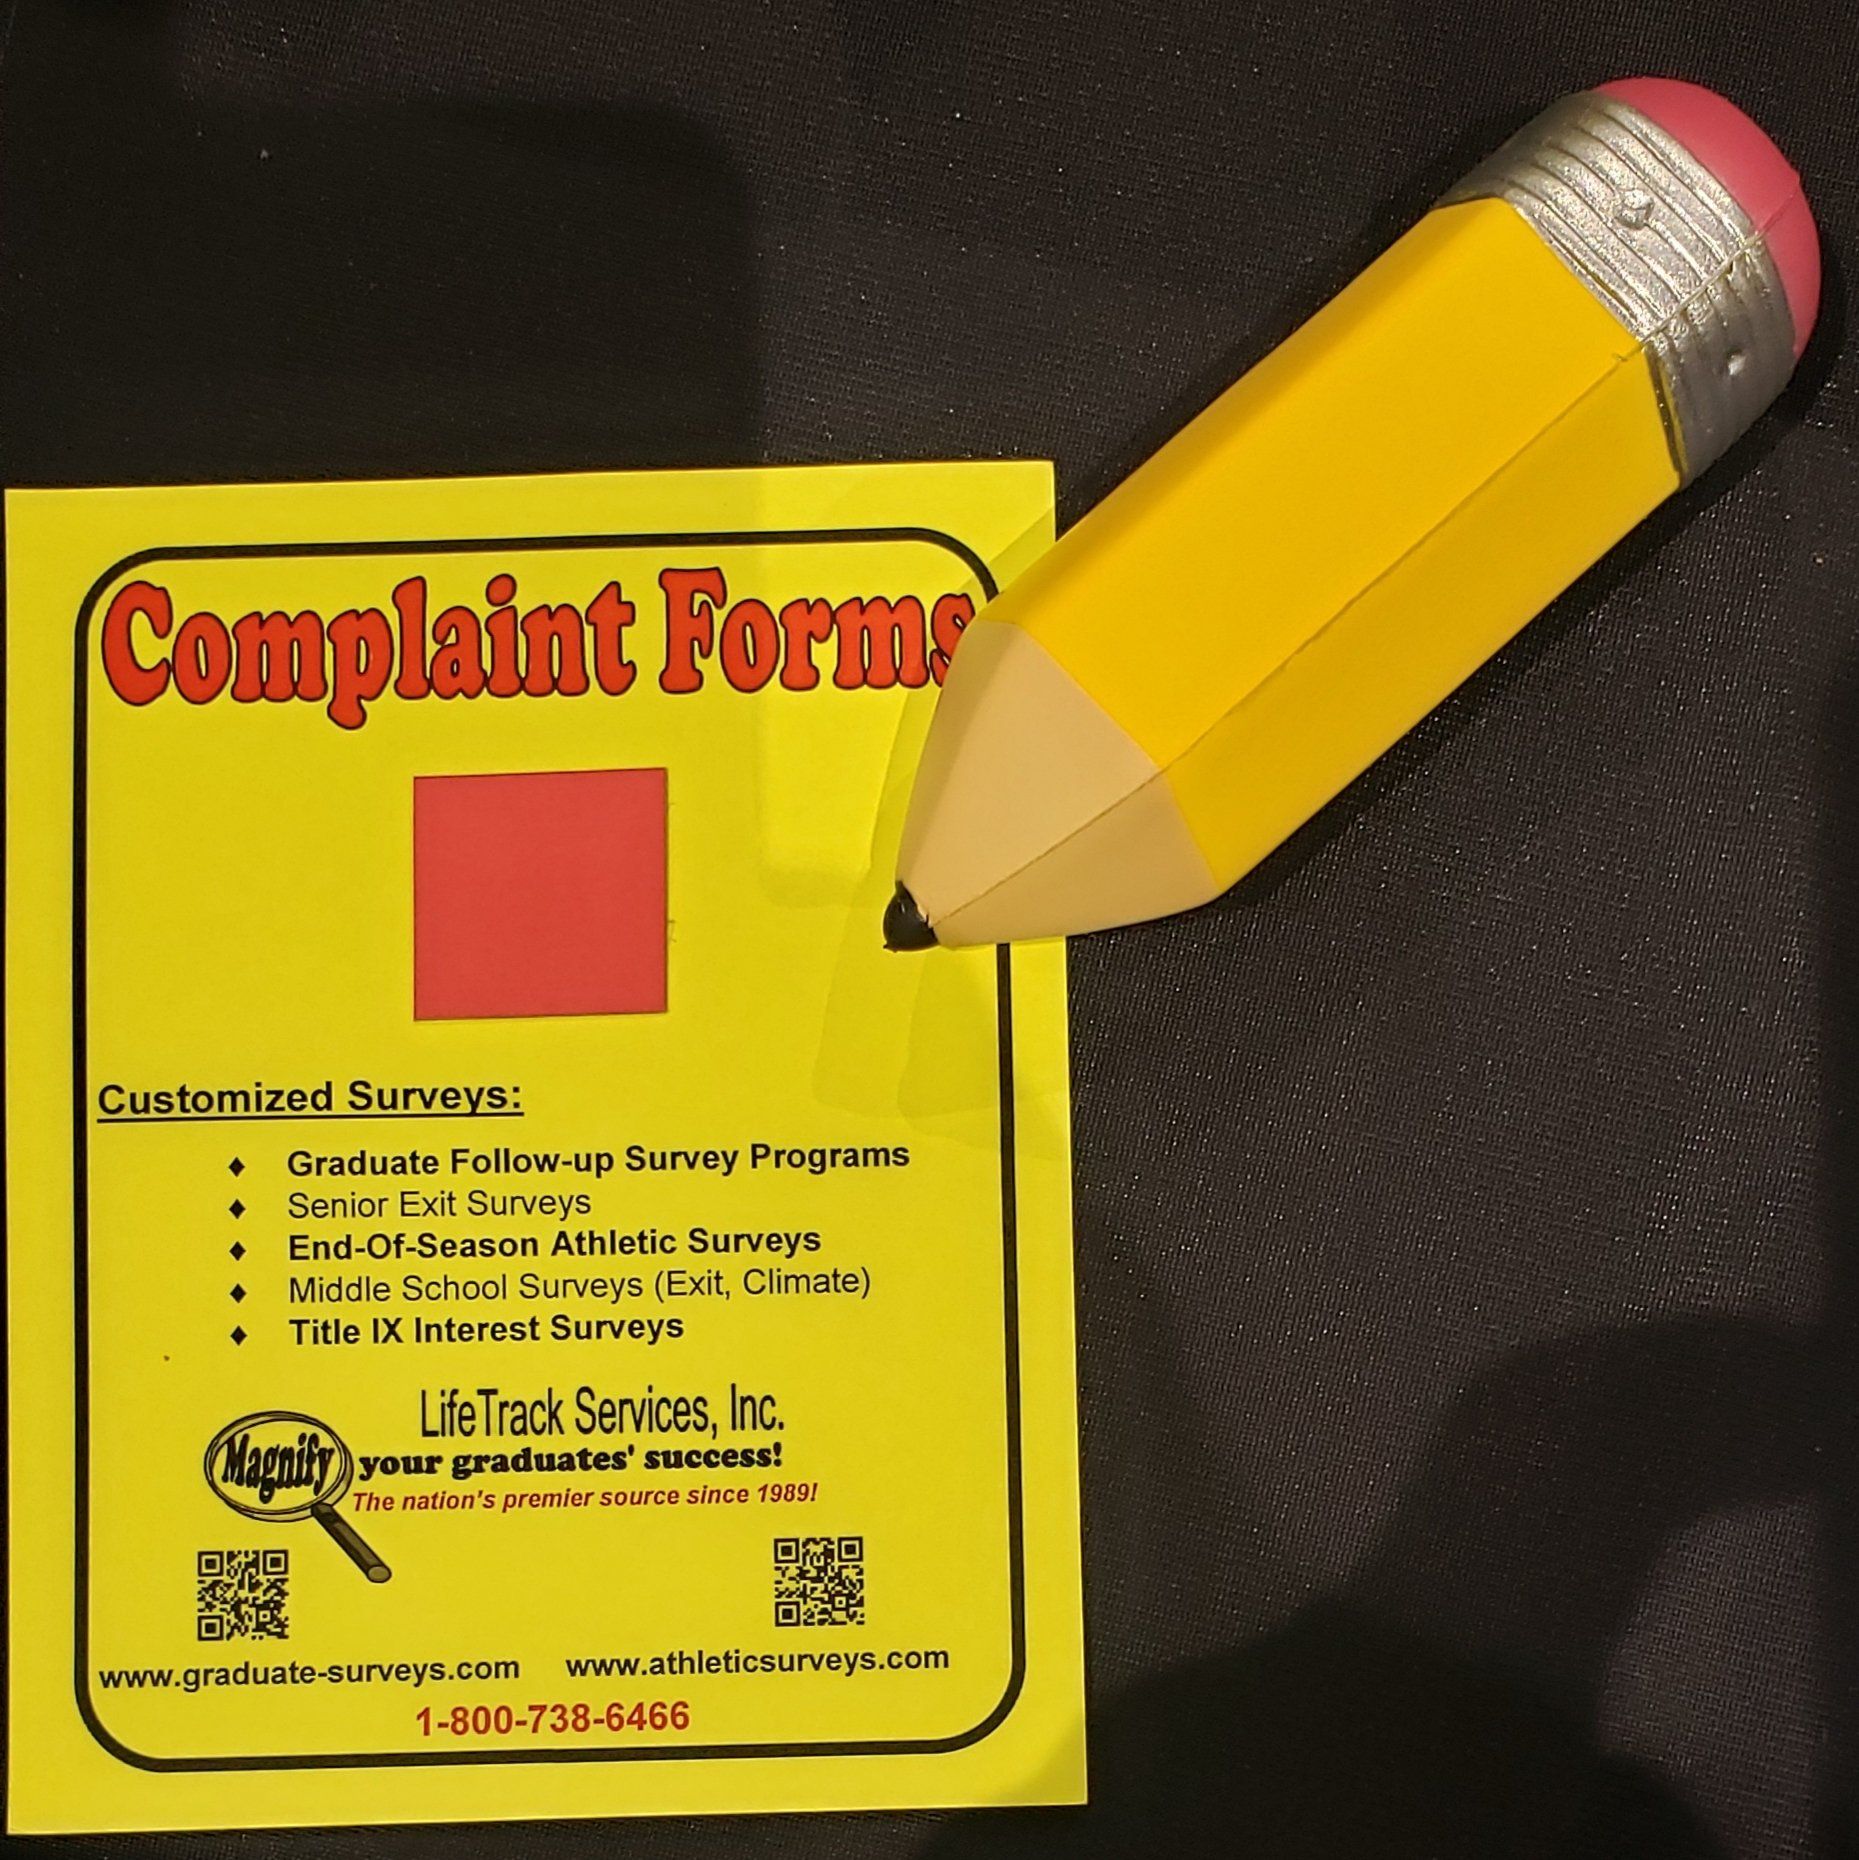 Complaint Forms
Customized Surveys:
♦ Graduate Follow-up Survey Programs
♦ Senior Exit Surveys
♦ End-Of-Season Athletic Surveys
♦ Middle School Surveys (Exit, Climate)
♦ Title IX Interest Surveys
LifeTrack Services, Inc.
Magnify your graduates' success!
The nation's premier source since 1989!
www.graduate-surveys.com www.athleticsurveys.com
1-800-738-6466